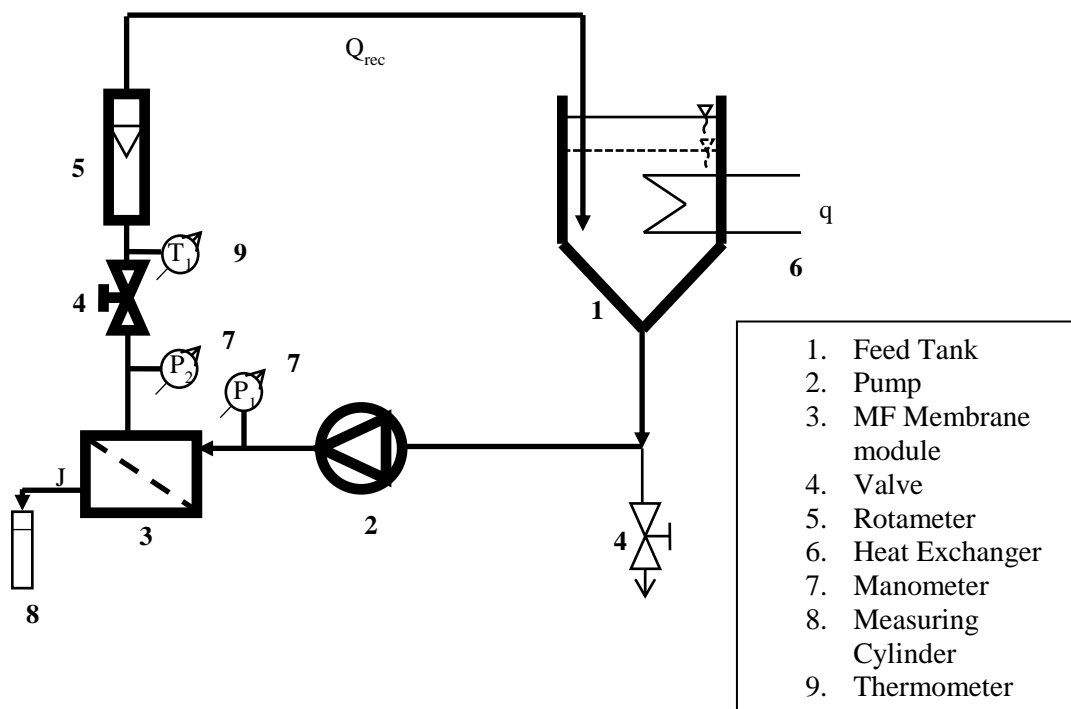 Qrec
5
T1
9
4
7
7
P2
P1
J
3
8
2
1
q
6
4
1. Feed Tank
2. Pump
3. MF Membrane
module
4. Valve
5. Rotameter
6. Heat Exchanger
7. Manometer
8. Measuring
Cylinder
9. Thermometer